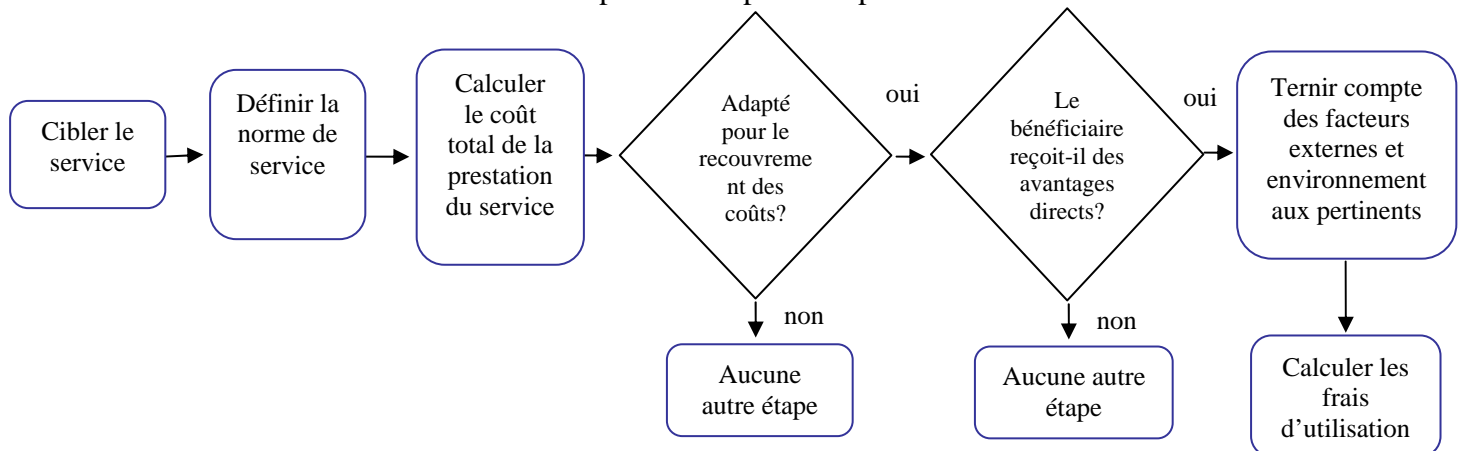 Cibler le
service
Définir la
norme de
service
Calculer
le coût
total de la
prestation
du service
Adapté
pour le
recouvreme
nt des
coûts?
oui
non
Aucune
autre étape
Le
bénéficiaire
reçoit-il des
avantages
directs?
oui
non
Aucune autre
étape
Ternir compte
des facteurs
externes et
environnement
aux pertinents
Calculer les
frais
d’utilisation